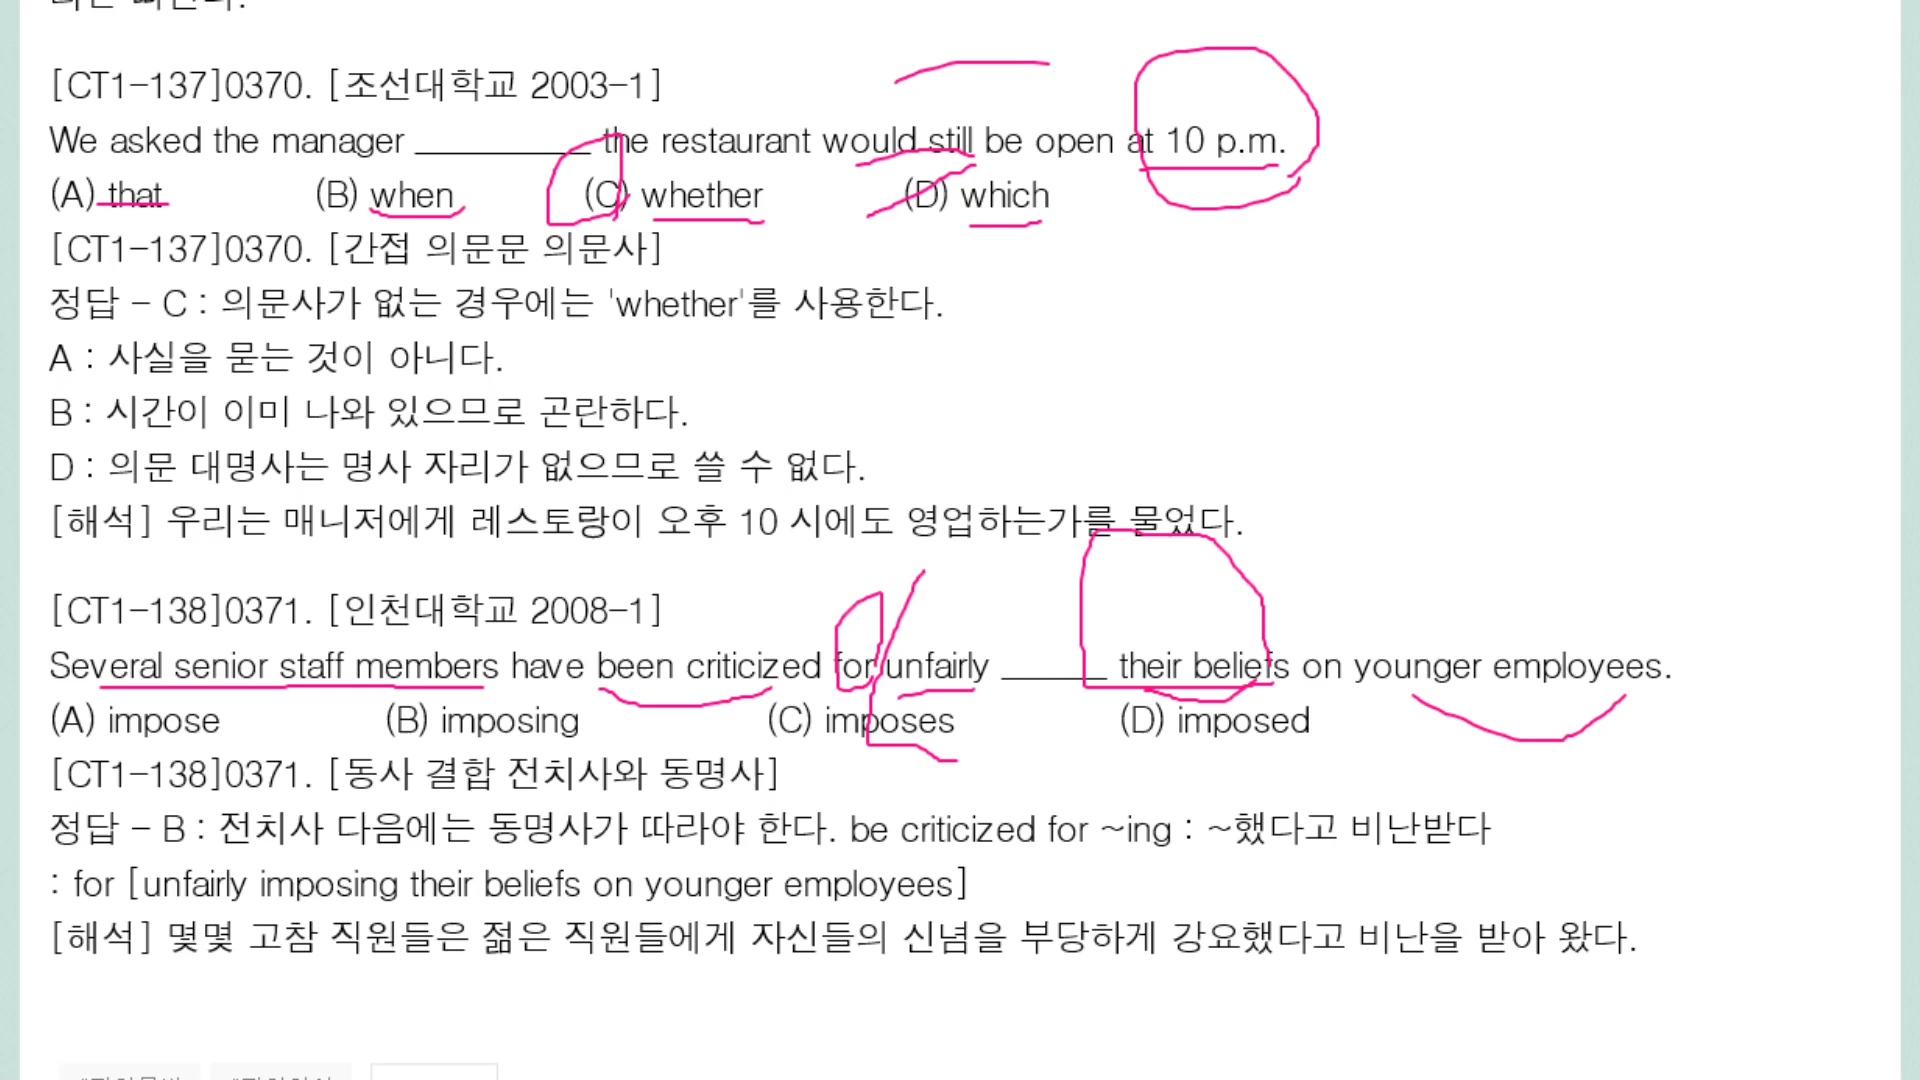 [CT1-137]0370. [조선대학교 2003-1]
We asked the manager _________ the restaurant would still be open at 10 p.m.
(A) that (B) when (C) whether (D) which
[CT1-137]0370. [간접 의문문 의문사]
정답 - C : 의문사가 없는 경우에는 'whether'를 사용한다.
A : 사실을 묻는 것이 아니다.
B : 시간이 이미 나와 있으므로 곤란하다.
D : 의문 대명사는 명사 자리가 없으므로 쓸 수 없다.
[해석] 우리는 매니저에게 레스토랑이 오후 10 시에도 영업하는가를 물었다.
[CT1-138]0371. [인천대학교 2008-1]
Several senior staff members have been criticized for unfairly ______ their beliefs on younger employees.
(A) impose (B) imposing (C) imposes (D) imposed
[CT1-138]0371. [동사 결합 전치사와 동명사]
정답 - B : 전치사 다음에는 동명사가 따라야 한다. be criticized for ~ing : ~했다고 비난받다
: for [unfairly imposing their beliefs on younger employees]
[해석] 몇몇 고참 직원들은 젊은 직원들에게 자신들의 신념을 부당하게 강요했다고 비난을 받아 왔다.